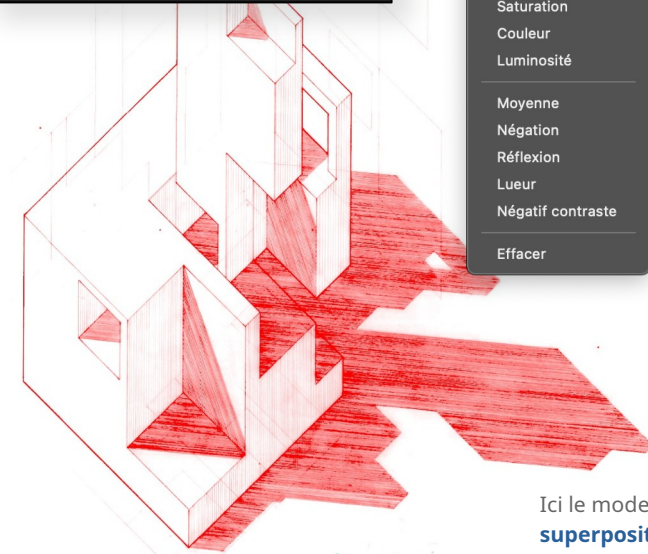 Saturation
Couleur
Luminosité
Moyenne
Négation
Réflexion
Lueur
Négatif contraste
Effacer
Ici le mode
superposit